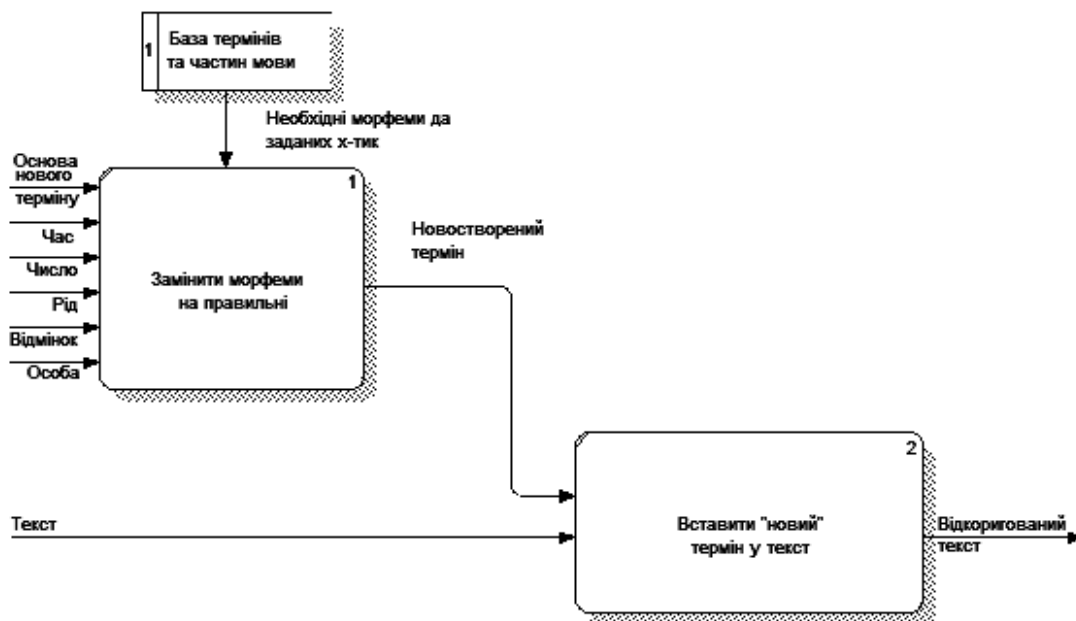 1
База термінів
та частин мови
Необхідні морфеми да
заданих х-тик
Основа
нового
терміну
Час
Число
Рід
Відмінок
Особа
1
Замінити морфеми
на правильні
Новостворений
термін
2
Вставити "новий"
термін у текст
Текст
Відкоригований
текст